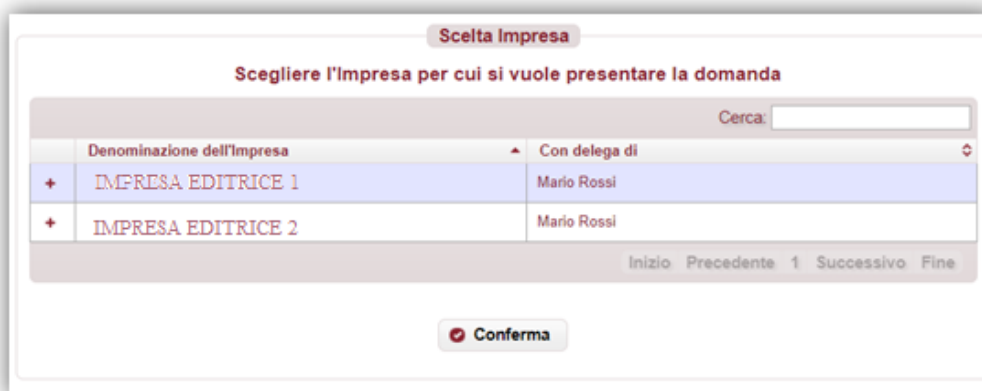 Scelta Impresa
Scegliere l'Impresa per cui si vuole presentare la domanda
Cerca:
Denominazione dell'Impresa Con delega di
IMPRESA EDITRICE 1 Mario Rossi
IMPRESA EDITRICE 2 Mario Rossi
Inizio Precedente 1 Successivo Fine
Conferma